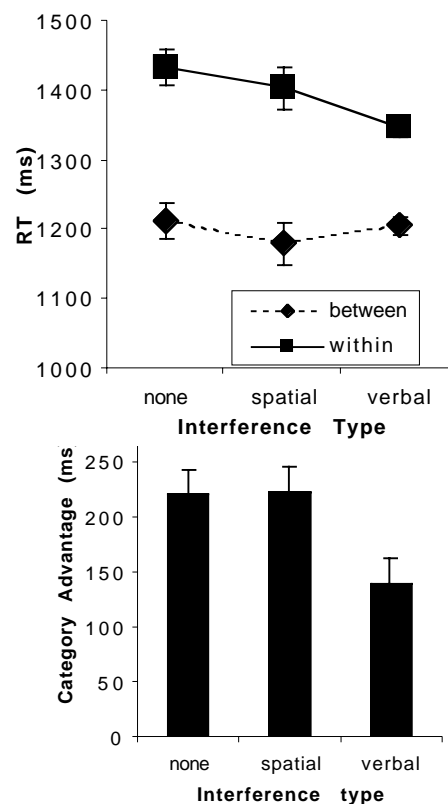 1500
1400
1300
1200
1100
1000
RT (ms)
between
within
none spatial verbal
Interference Type
250
200
150
100
50
0
Category Advantage (ms)
none spatial verbal
Interference type